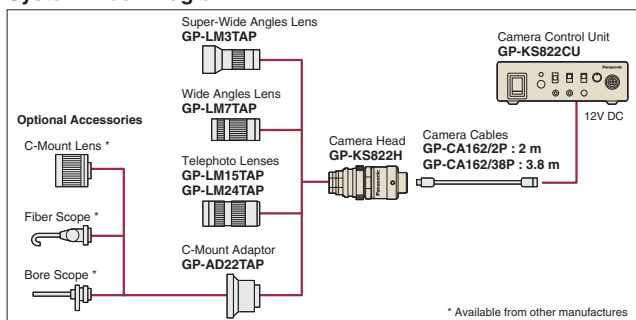 Super-Wide Angles Lens
GP-LM3TAP
Wide Angles Lens
GP-LM7TAP
Telephoto Lenses
GP-LM15TAP
GP-LM24TAP
C-Mount Adaptor
GP-AD22TAP
Optional Accessories
C-Mount Lens *
Fiber Scope *
Bore Scope *
Camera Head
GP-KS822H
Panasonic
Camera Cables
GP-CA162/2P : 2 m
GP-CA162/38P : 3.8 m
Camera Control Unit
GP-KS822CU
Panasonic
12V DC
* Available from other manufactures